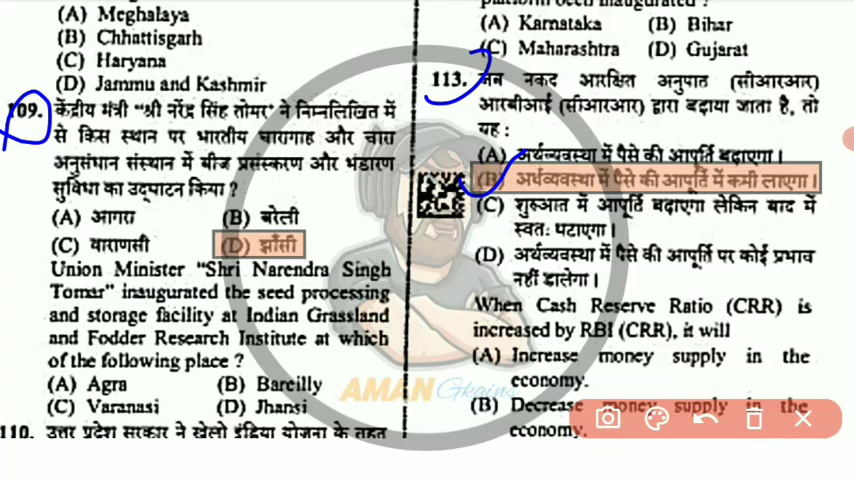 (A) Meghalaya
(B) Chhattisgarh
(C) Haryana
(D) Jammu and Kashmir
109. केंद्रीय मंत्री “श्री नरेंद्र सिंह तोमर” ने निम्नलिखित में
से किस स्थान पर भारतीय चारागाह और चारा
अनुसंधान संस्थान में बीज प्रसंस्करण और भंडारण
सुविधा का उद्घाटन किया ?
(A) आगरा (B) बरेली
(C) वाराणसी (D) झाँसी
Union Minister “Shri Narendra Singh
Tomar” inaugurated the seed processing
and storage facility at Indian Grassland
and Fodder Research Institute at which
of the following place ?
(A) Agra (B) Bareilly
(C) Varanasi (D) Jhansi
110. उत्तर प्रदेश सरकार ने खेलो इंडिया योजना के तहत
platform been inaugurated ?
(A) Karnataka (B) Bihar
(C) Maharashtra (D) Gujarat
113. जब नकद आरक्षित अनुपात (सीआरआर)
आरबीआई (सीआरआर) द्वारा बढ़ाया जाता है, तो
यह :
(A) अर्थव्यवस्था में पैसे की आपूर्ति बढ़ाएगा।
(B) अर्थव्यवस्था में पैसे की आपूर्ति में कमी लाएगा।
(C) शुरुआत में आपूर्ति बढ़ाएगा लेकिन बाद में
स्वतः घटाएगा।
(D) अर्थव्यवस्था में पैसे की आपूर्ति पर कोई प्रभाव
नहीं डालेगा।
When Cash Reserve Ratio (CRR) is
increased by RBI (CRR), it will
(A) Increase money supply in the
economy.
(B) Decrease money supply in the
economy.
AMAN Gkains